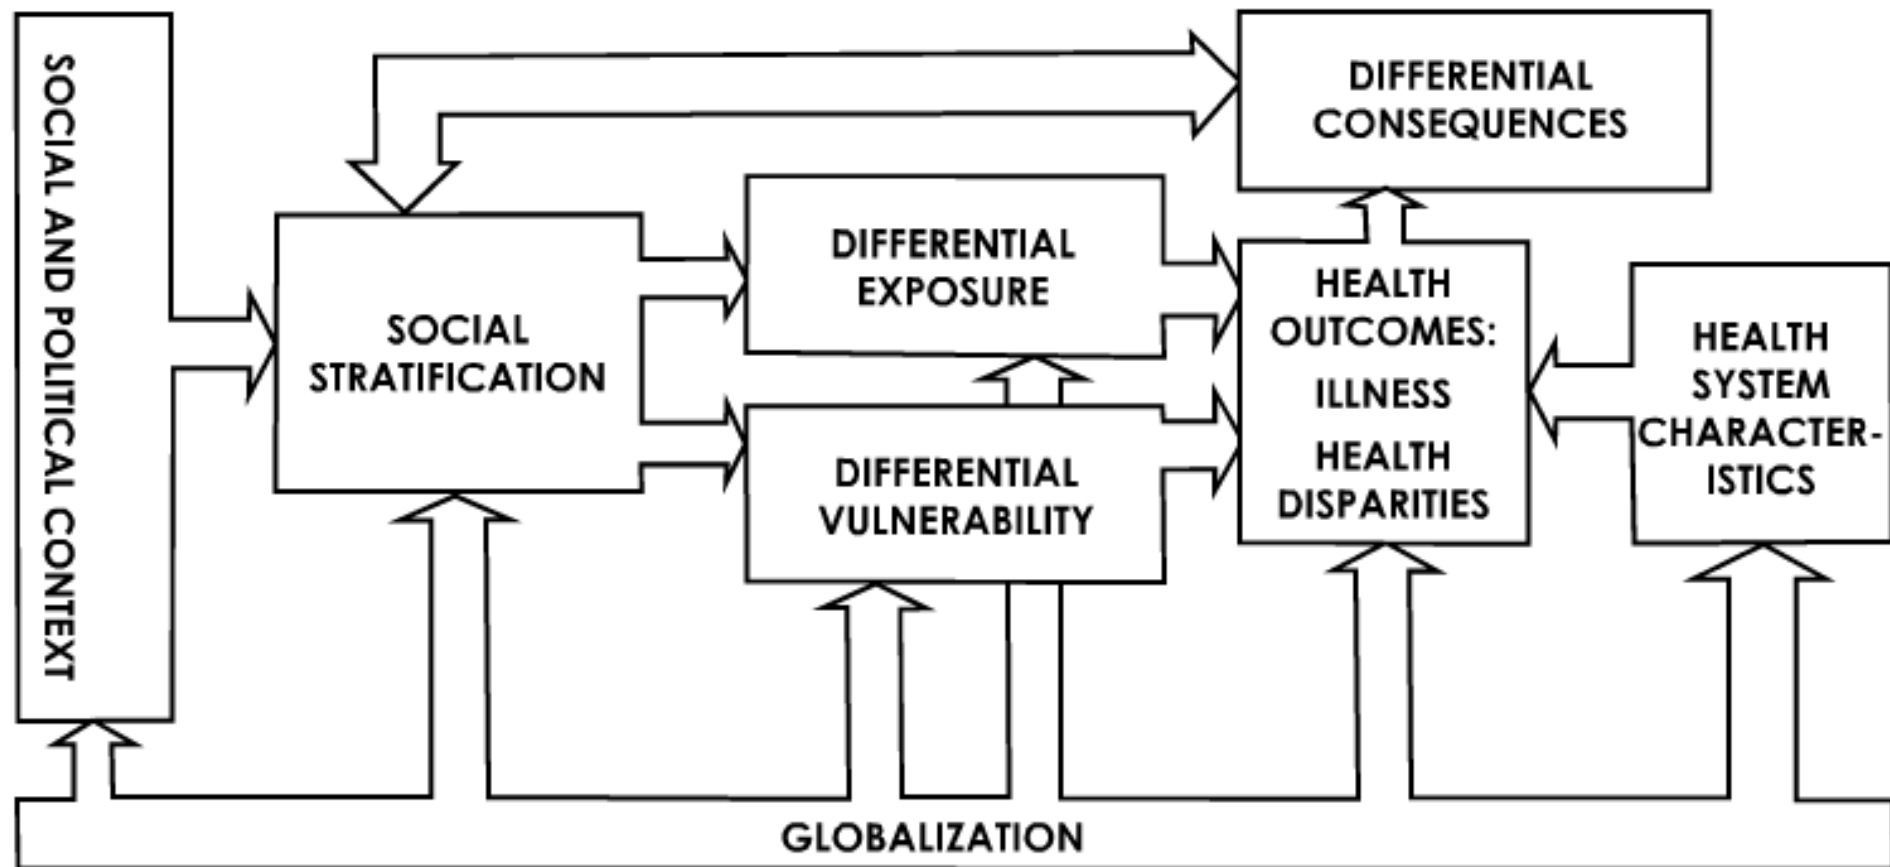 SOCIAL AND POLITICAL CONTEXT
SOCIAL
STRATIFICATION
DIFFERENTIAL
EXPOSURE
DIFFERENTIAL
VULNERABILITY
DIFFERENTIAL
CONSEQUENCES
HEALTH
OUTCOMES:
ILLNESS
HEALTH
DISPARITIES
HEALTH
SYSTEM
CHARACTER-
ISTICS
GLOBALIZATION